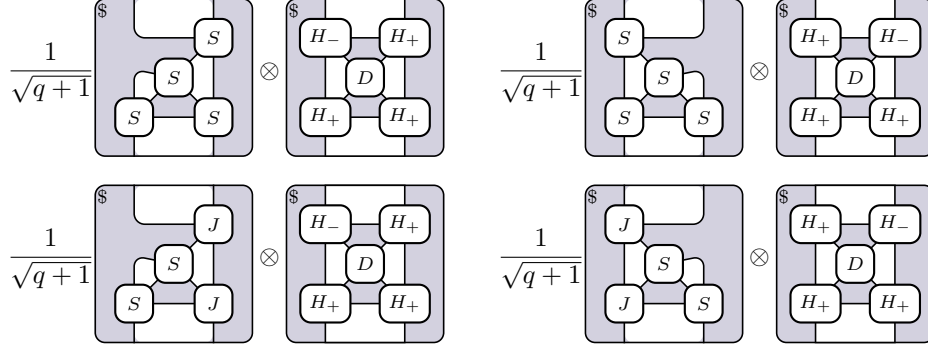 $ S $ H₋ H₊ $ S $ H₊ H₋
1/√(q+1) S ⊗ D 1/√(q+1) S ⊗ D
S S H₊ H₊ S S H₊ H₊
$ J $ H₋ H₊ $ J $ H₊ H₋
1/√(q+1) S ⊗ D 1/√(q+1) S ⊗ D
S J H₊ H₊ J S H₊ H₊